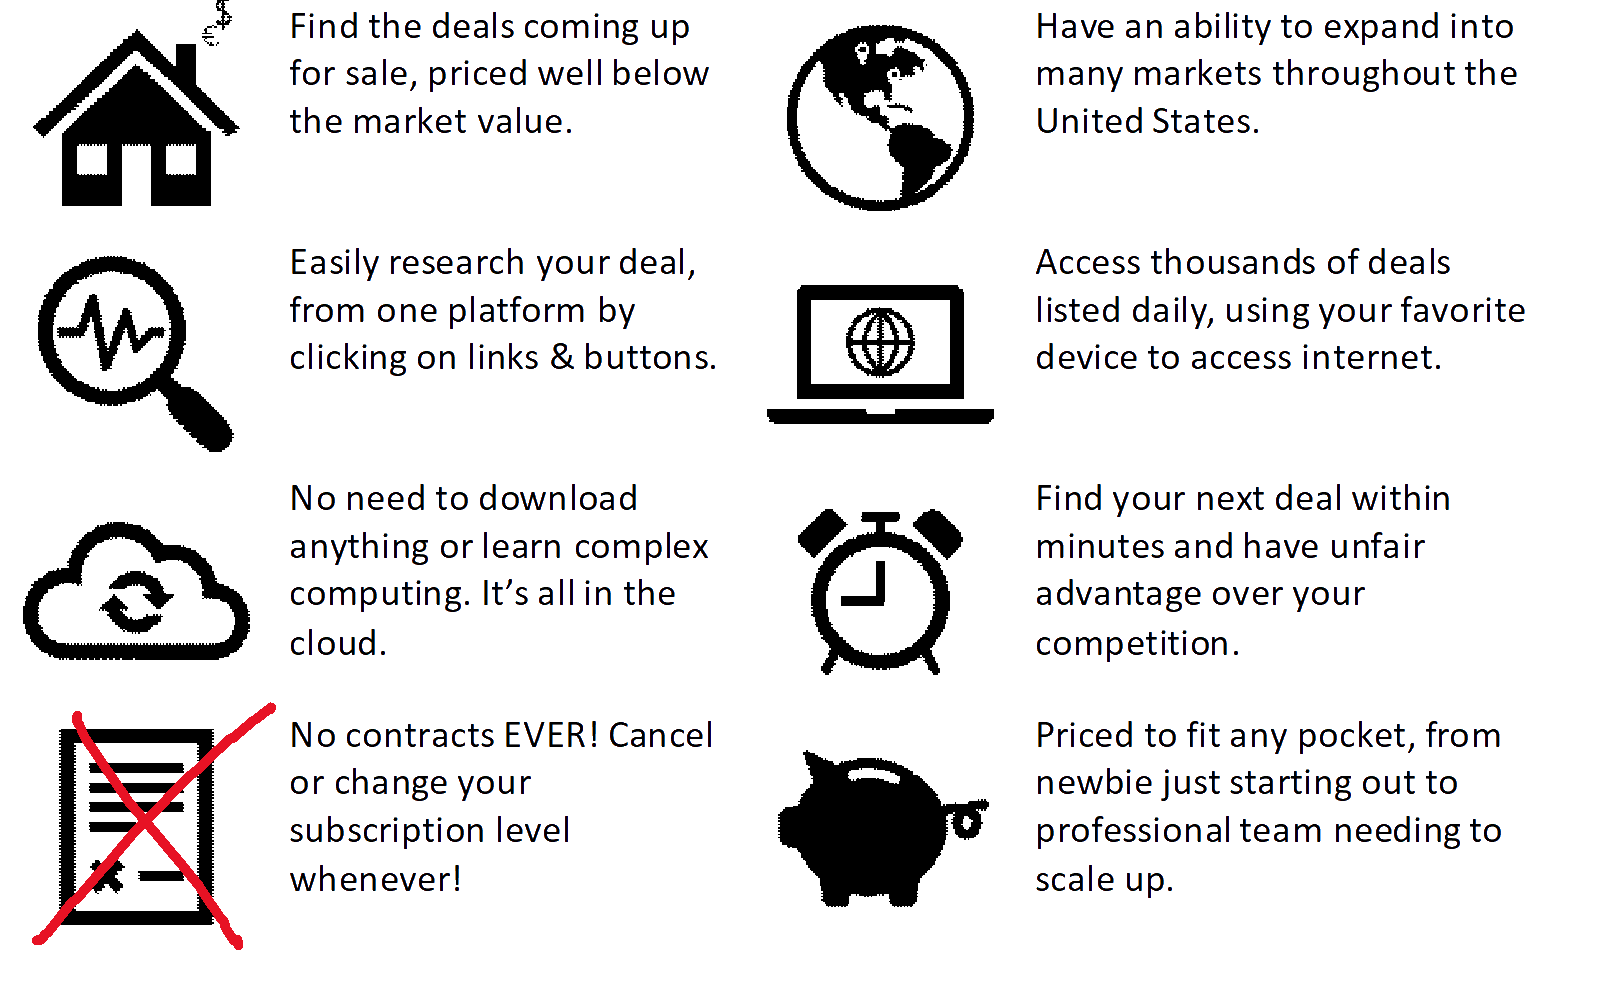 Find the deals coming up
for sale, priced well below
the market value.
Have an ability to expand into
many markets throughout the
United States.
Easily research your deal,
from one platform by
clicking on links & buttons.
Access thousands of deals
listed daily, using your favorite
device to access internet.
No need to download
anything or learn complex
computing. It’s all in the
cloud.
Find your next deal within
minutes and have unfair
advantage over your
competition.
No contracts EVER! Cancel
or change your
subscription level
whenever!
Priced to fit any pocket, from
newbie just starting out to
professional team needing to
scale up.